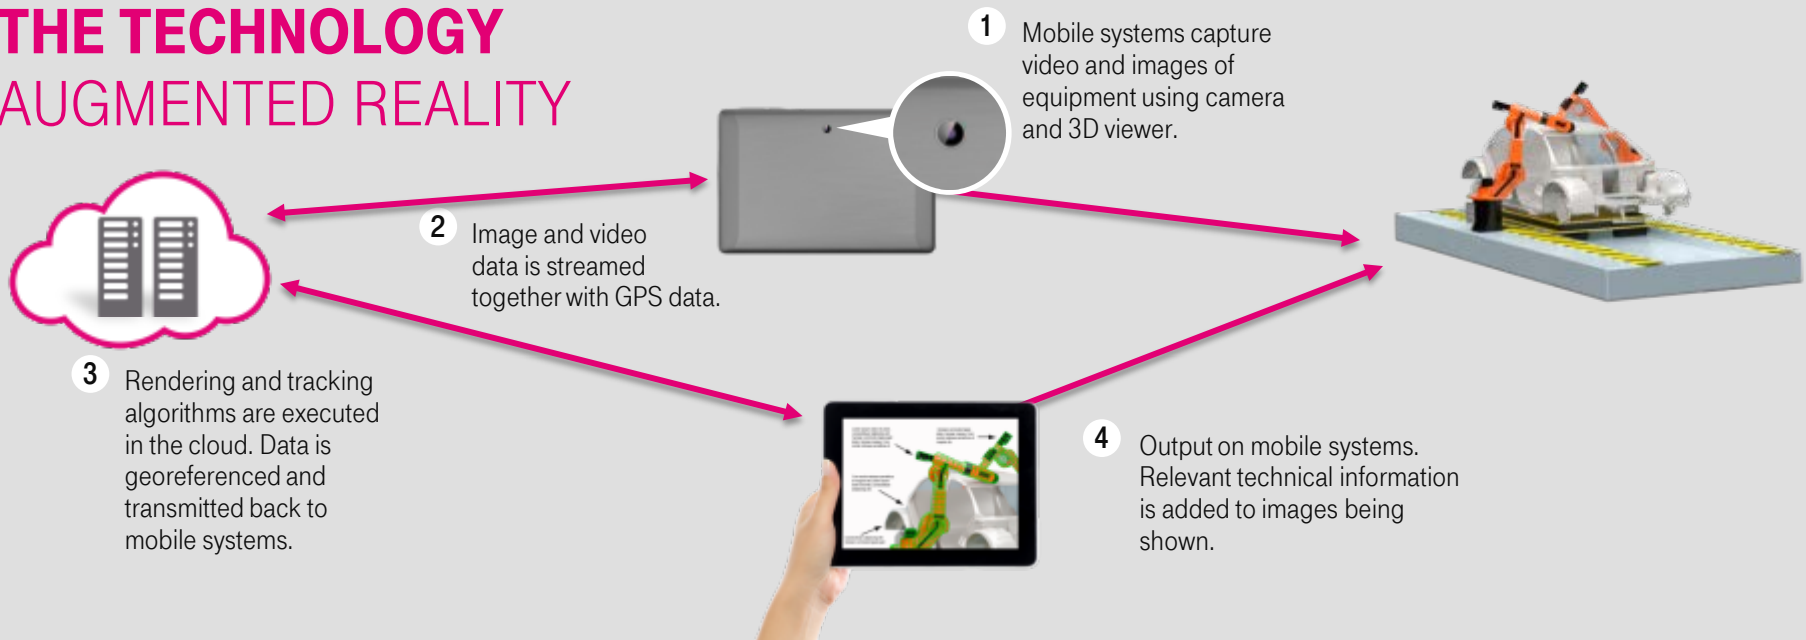 THE TECHNOLOGY
AUGMENTED REALITY
1
Mobile systems capture
video and images of
equipment using camera
and 3D viewer.
2
Image and video
data is streamed
together with GPS data.
3
Rendering and tracking
algorithms are executed
in the cloud. Data is
georeferenced and
transmitted back to
mobile systems.
4
Output on mobile systems.
Relevant technical information
is added to images being
shown.